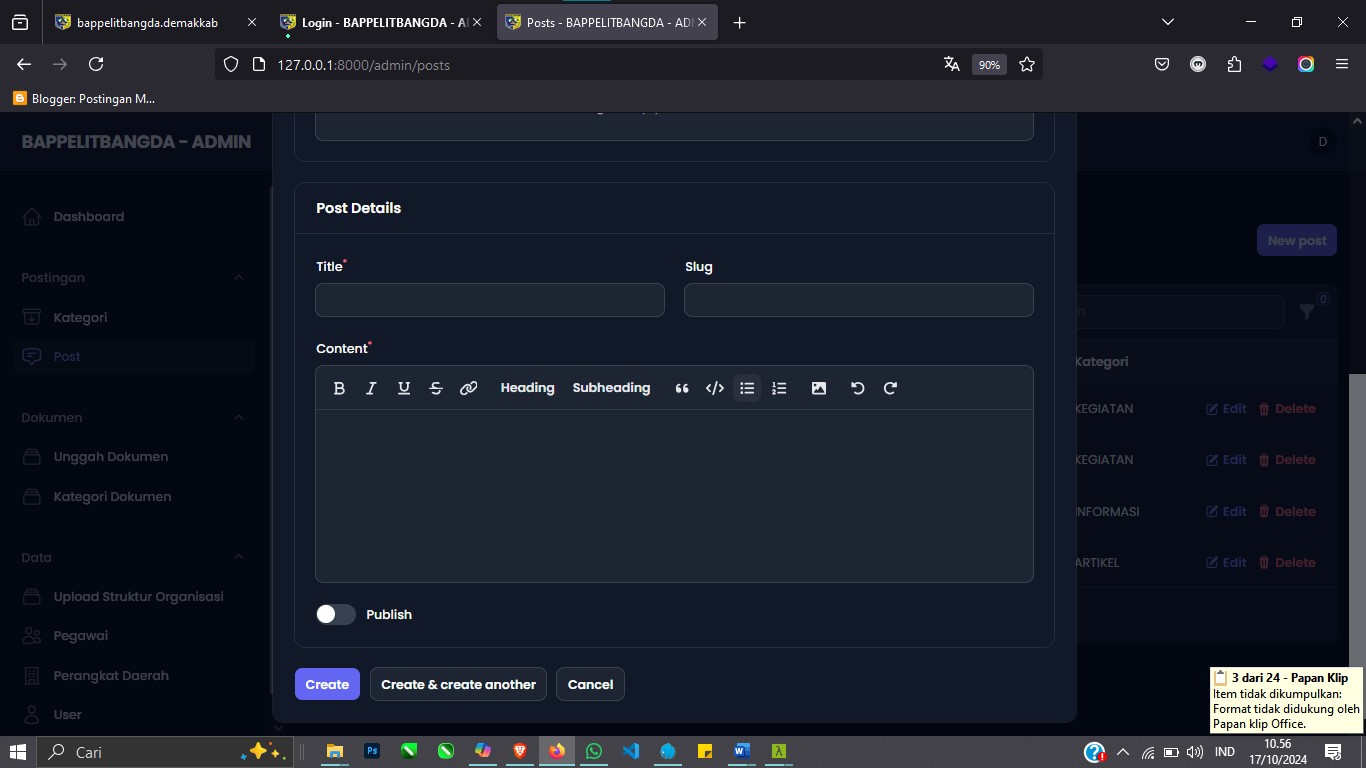 bappelitbangda.demakkab
Login - BAPPELITBANGDA - A
Posts - BAPPELITBANGDA - AD
127.0.0.1:8000/admin/posts
90%
Blogger: Postingan M...
BAPPELITBANGDA - ADMIN
D
Dashboard
Postingan
Kategori
Post
Dokumen
Unggah Dokumen
Kategori Dokumen
Data
Upload Struktur Organisasi
Pegawai
Perangkat Daerah
User
Post Details
Title*
Slug
Content*
B I U S Heading Subheading
Publish
Create
Create & create another
Cancel
New post
0
Kategori
KEGIATAN Edit Delete
KEGIATAN Edit Delete
INFORMASI Edit Delete
ARTIKEL Edit Delete
3 dari 24 - Papan Klip
Item tidak dikumpulkan:
Format tidak didukung oleh
Papan klip Office.
Cari
Ps
IND
10.56
17/10/2024